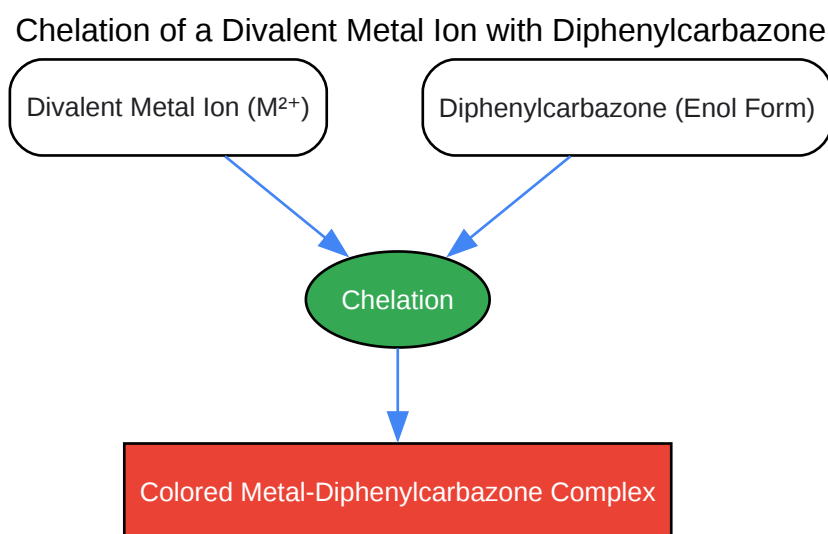 Chelation of a Divalent Metal Ion with Diphenylcarbazone
Divalent Metal Ion (M²⁺)
Diphenylcarbazone (Enol Form)
Chelation
Colored Metal-Diphenylcarbazone Complex